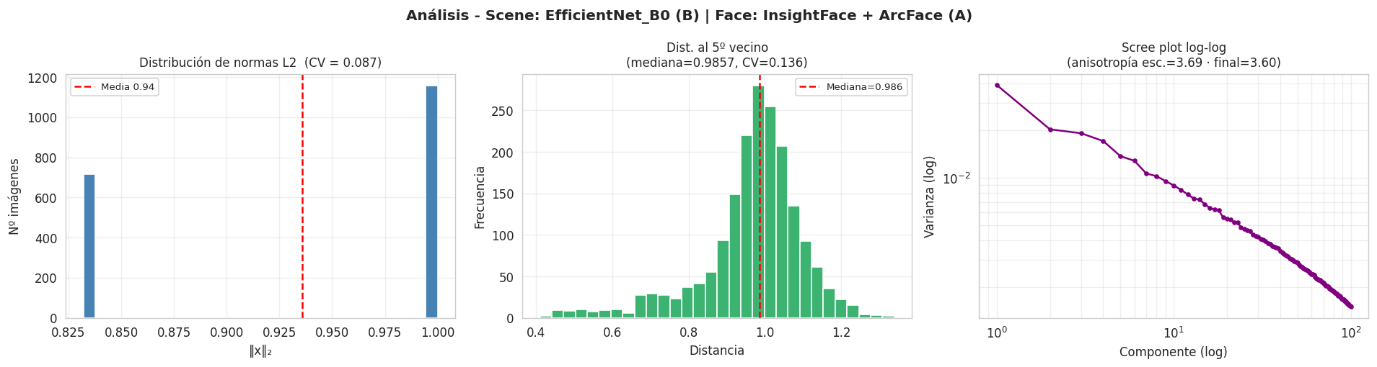 Análisis - Scene: EfficientNet_B0 (B) | Face: InsightFace + ArcFace (A)
Distribución de normas L2  (CV = 0.087)
Media 0.94
Nº imágenes
1200
1000
800
600
400
200
0
0.825
0.850
0.875
0.900
0.925
0.950
0.975
1.000
‖x‖₂
Dist. al 5º vecino
(mediana=0.9857, CV=0.136)
Mediana=0.986
Frecuencia
250
200
150
100
50
0
0.4
0.6
0.8
1.0
1.2
Distancia
Scree plot log-log
(anisotropía esc.=3.69 · final=3.60)
Varianza (log)
10⁻²
10⁰
10¹
10²
Componente (log)